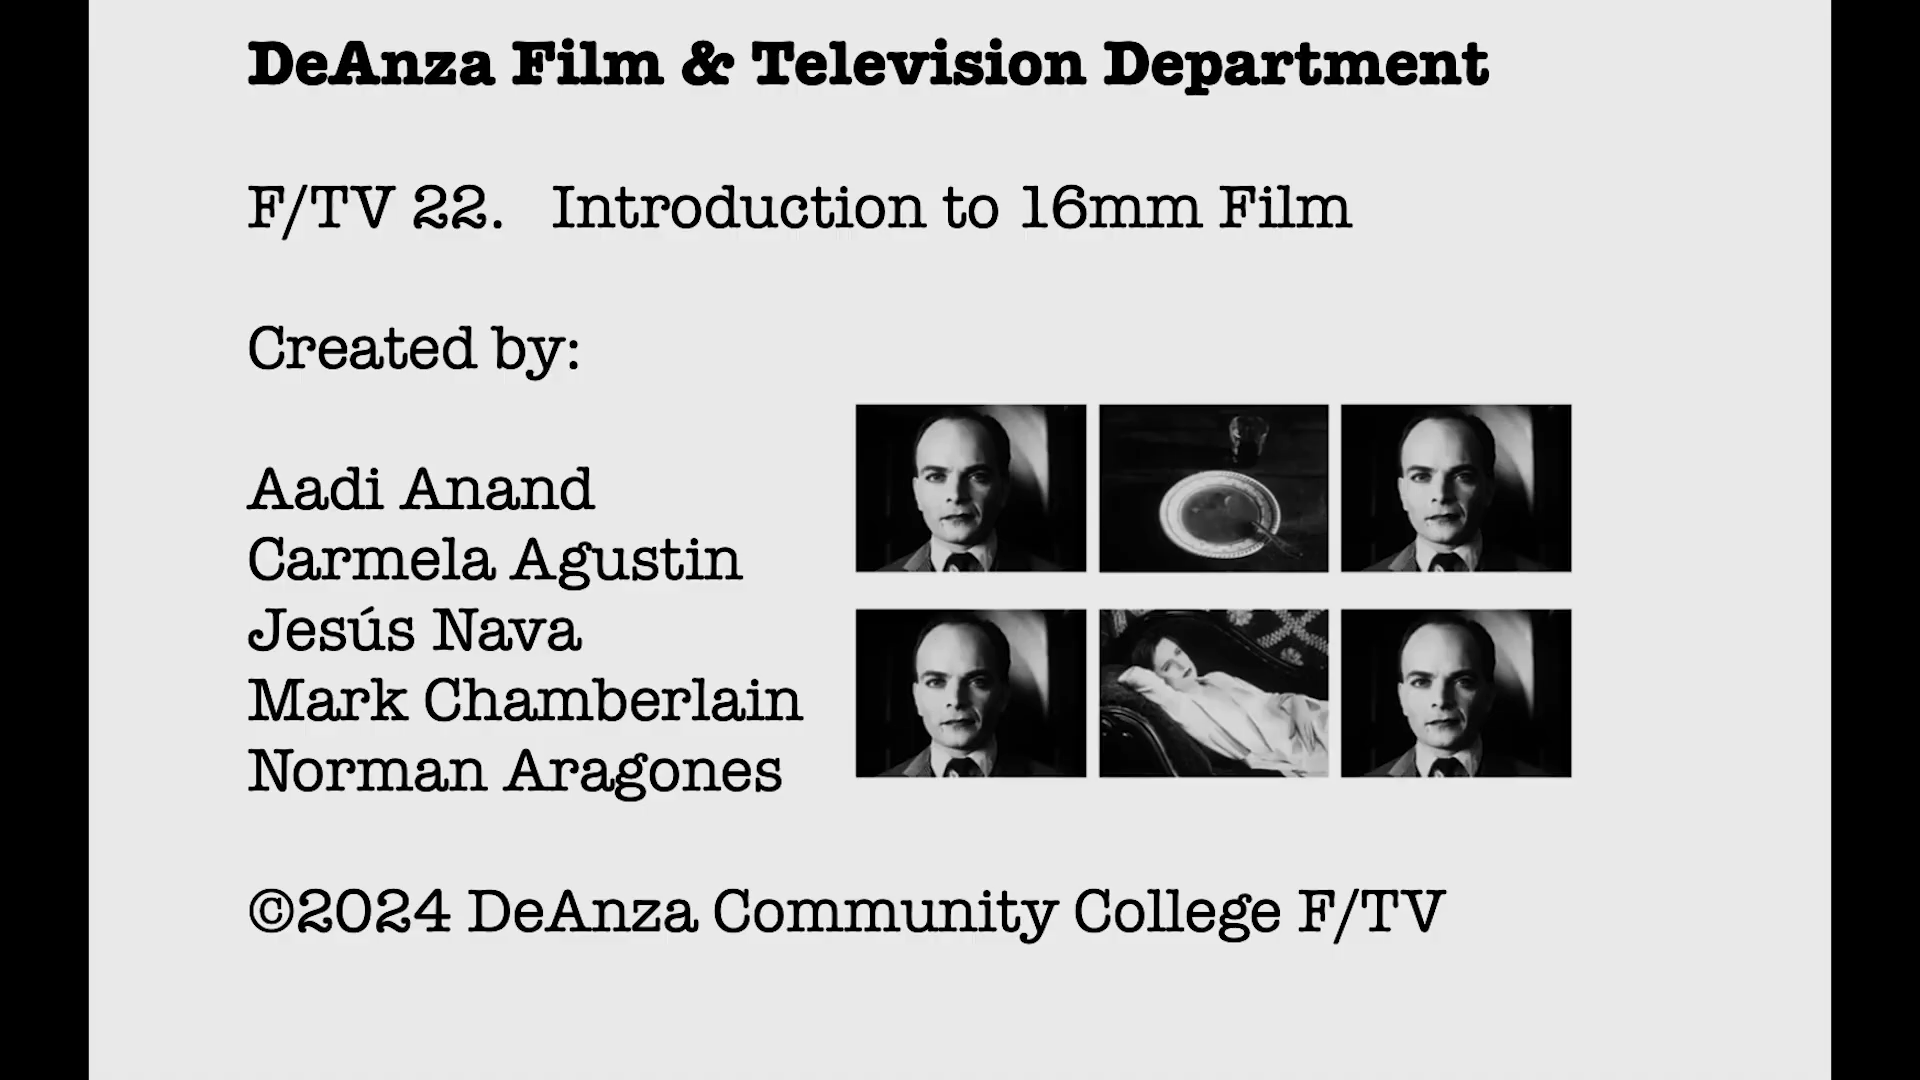 DeAnza Film & Television Department
F/TV 22. Introduction to 16mm Film
Created by:
Aadi Anand
Carmela Agustin
Jesús Nava
Mark Chamberlain
Norman Aragones
©2024 DeAnza Community College F/TV